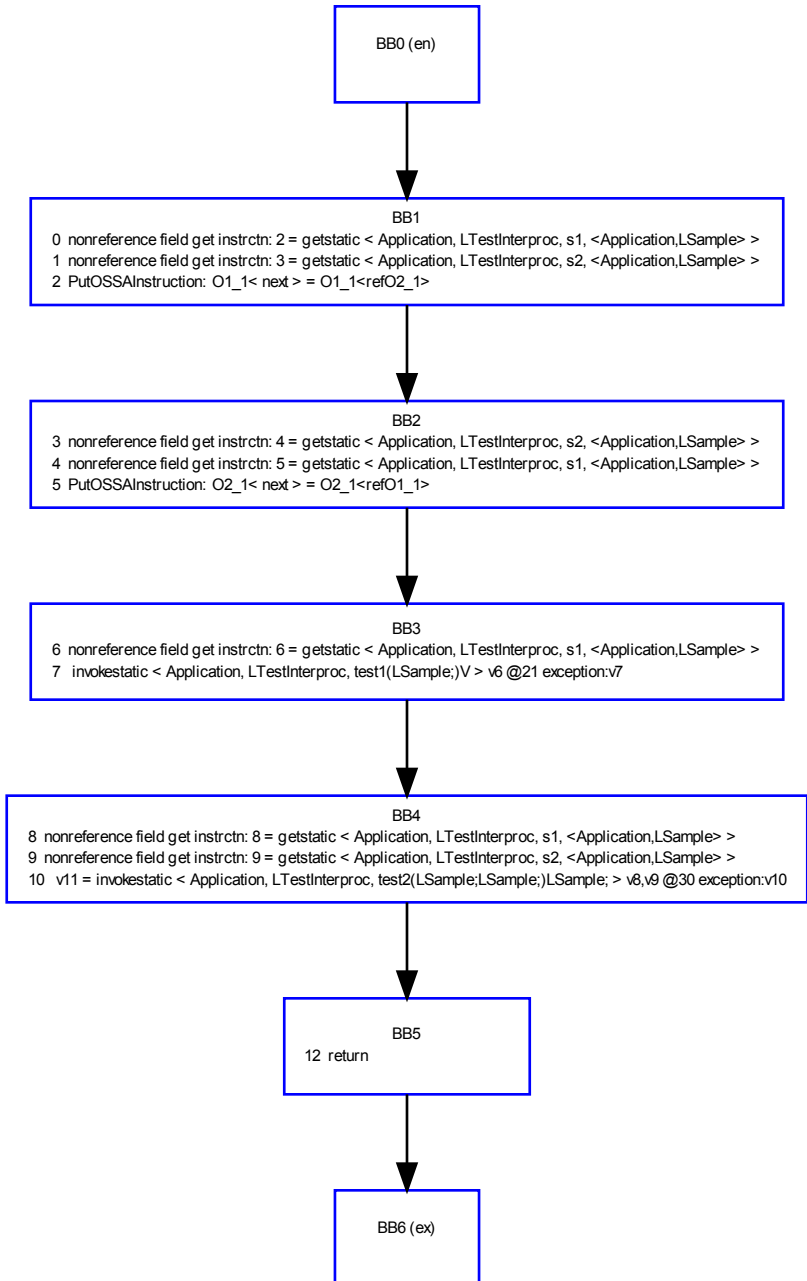 BB0 (en)
BB1
0 nonreference field get instrctn: 2 = getstatic < Application, LTestInterproc, s1, <Application,LSample> >
1 nonreference field get instrctn: 3 = getstatic < Application, LTestInterproc, s2, <Application,LSample> >
2 PutOSSAInstruction: O1_1< next > = O1_1<refO2_1>
BB2
3 nonreference field get instrctn: 4 = getstatic < Application, LTestInterproc, s2, <Application,LSample> >
4 nonreference field get instrctn: 5 = getstatic < Application, LTestInterproc, s1, <Application,LSample> >
5 PutOSSAInstruction: O2_1< next > = O2_1<refO1_1>
BB3
6 nonreference field get instrctn: 6 = getstatic < Application, LTestInterproc, s1, <Application,LSample> >
7 invokestatic < Application, LTestInterproc, test1(LSample;)V > v6 @21 exception:v7
BB4
8 nonreference field get instrctn: 8 = getstatic < Application, LTestInterproc, s1, <Application,LSample> >
9 nonreference field get instrctn: 9 = getstatic < Application, LTestInterproc, s2, <Application,LSample> >
10 v11 = invokestatic < Application, LTestInterproc, test2(LSample;LSample;)LSample; > v8,v9 @30 exception:v10
BB5
12 return
BB6 (ex)